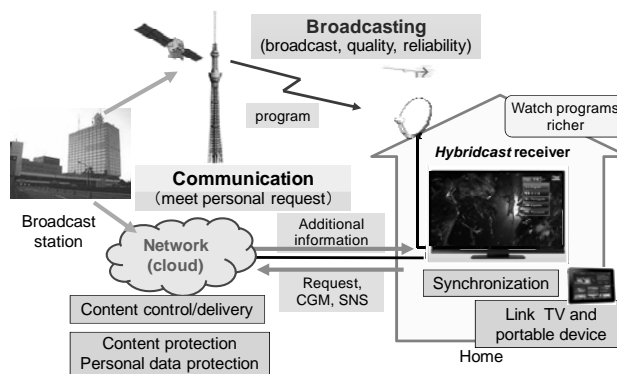 Broadcasting
(broadcast, quality, reliability)
program
Watch programs
richer
Hybridcast receiver
Communication
(meet personal request)
Broadcast
station
Network
(cloud)
Additional
information
Request,
CGM, SNS
Synchronization
Link TV and
portable device
Content control/delivery
Content protection
Personal data protection
Home